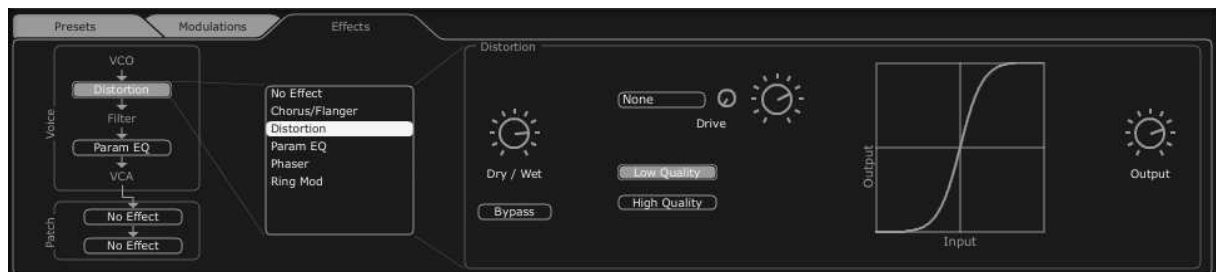 Presets
Modulations
Effects
Voice
VCO
Distortion
Filter
Param EQ
VCA
Patch
No Effect
No Effect
No Effect
Chorus/Flanger
Distortion
Param EQ
Phaser
Ring Mod
Distortion
Dry / Wet
Bypass
None
Drive
Low Quality
High Quality
Output
Input
Output